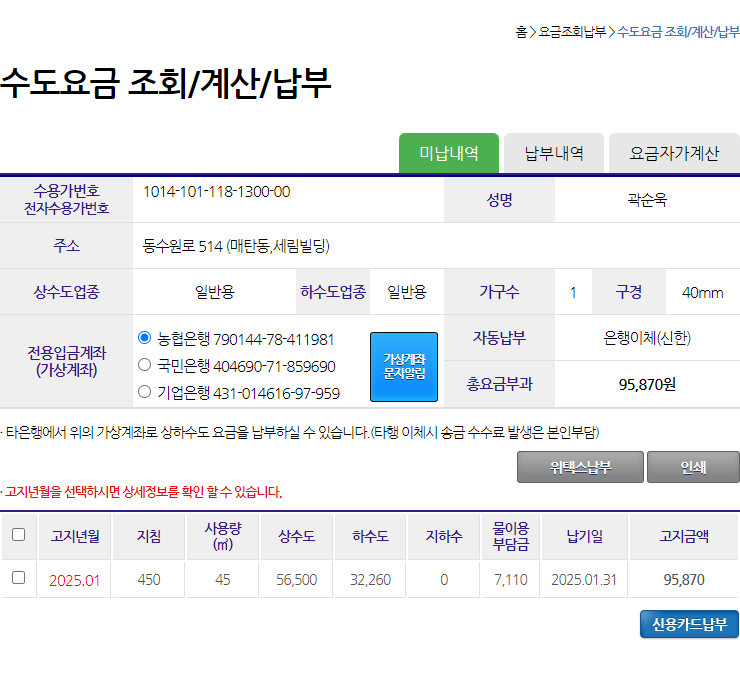 홈 > 요금조회납부 > 수도요금 조회/계산/납부
수도요금 조회/계산/납부
미납내역 납부내역 요금자가계산
수용가번호
전자수용가번호
1014-101-118-1300-00
성명 곽순욱
주소 동수원로 514 (매탄동,세림빌딩)
상수도업종 일반용 하수도업종 일반용 가구수 1 구경 40mm
전용입금계좌
(가상계좌)
농협은행 790144-78-411981
국민은행 404690-71-859690
기업은행 431-014616-97-959
가상계좌
문자알림
자동납부 은행이체(신한)
총요금부과 95,870원
· 타은행에서 위의 가상계좌로 상하수도 요금을 납부하실 수 있습니다.(타행 이체시 송금 수수료 발생은 본인부담)
위택스납부 인쇄
· 고지년월을 선택하시면 상세정보를 확인 할 수 있습니다.
고지년월 지침 사용량 (㎥) 상수도 하수도 지하수 물이용 부담금 납기일 고지금액
2025.01 450 45 56,500 32,260 0 7,110 2025.01.31 95,870
신용카드납부